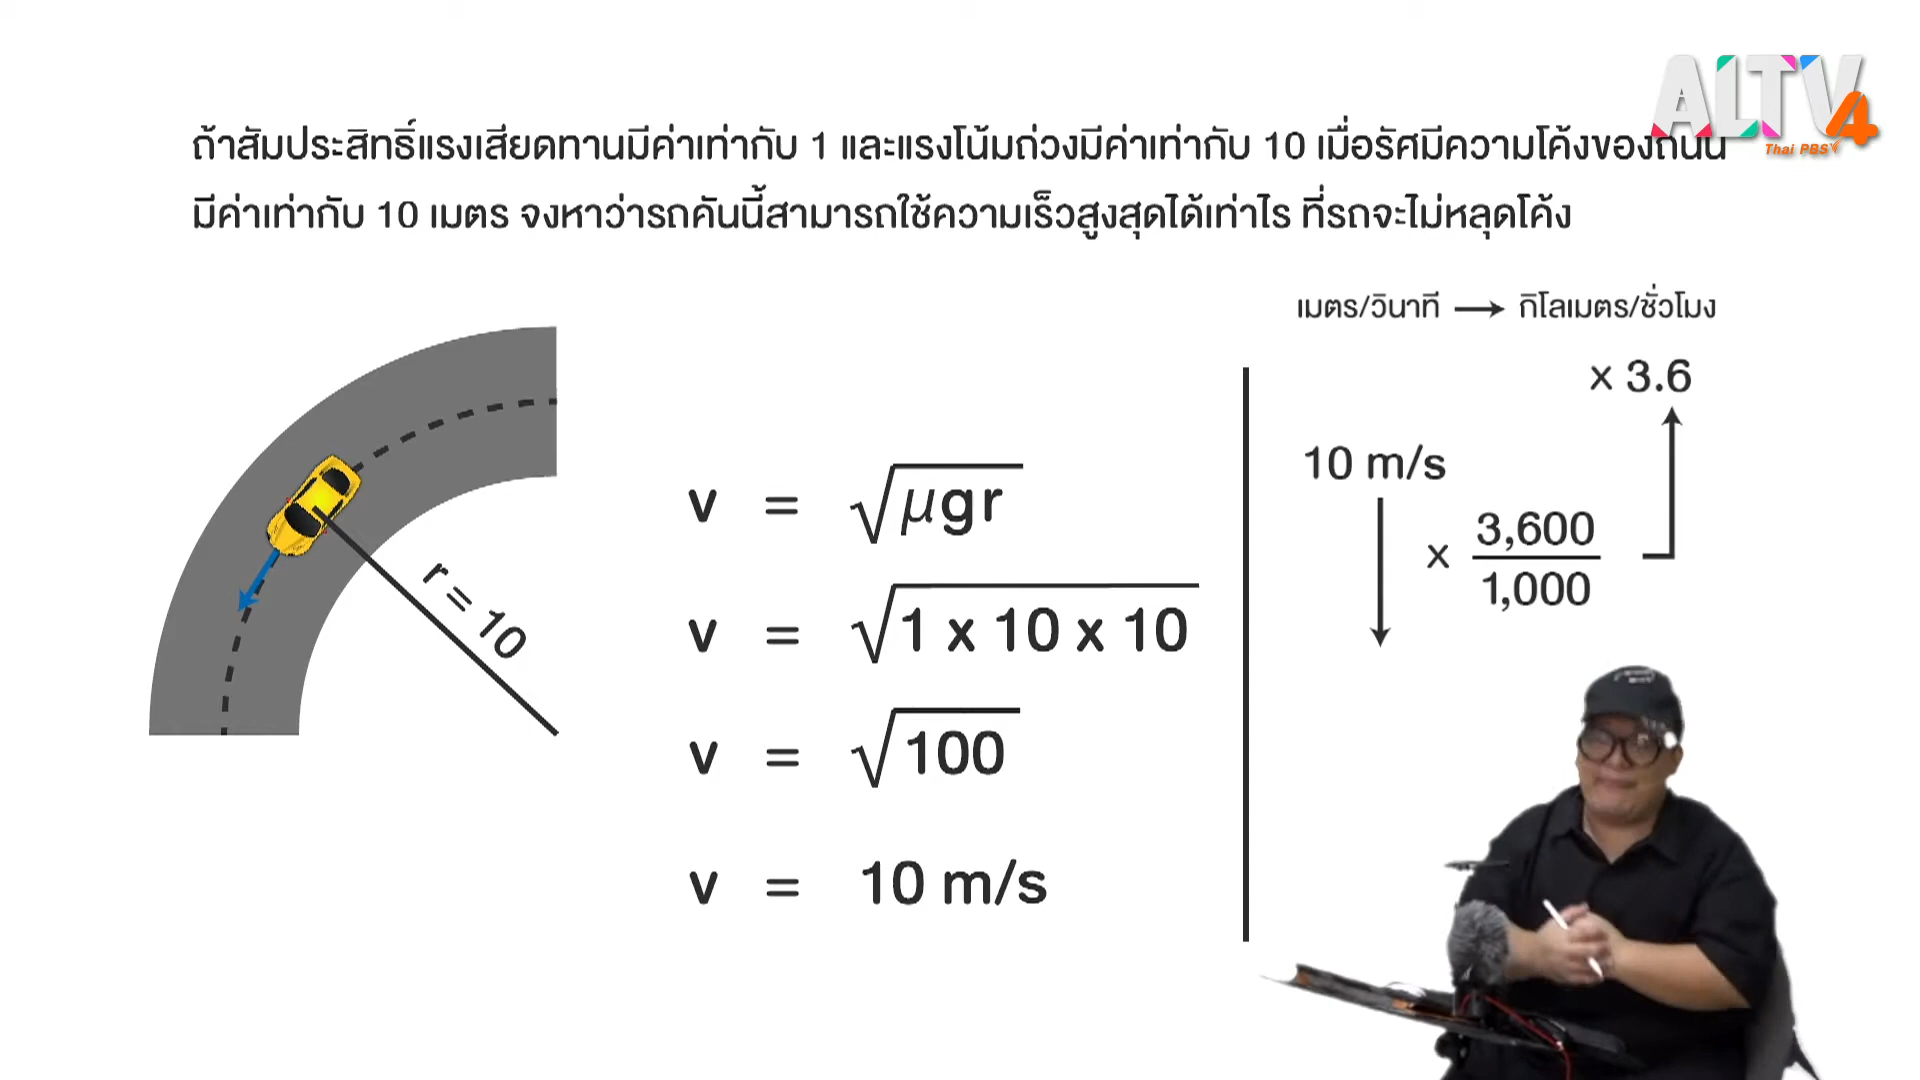 ALTV4
Thai PBS
ถ้าสัมประสิทธิ์แรงเสียดทานมีค่าเท่ากับ 1 และแรงโน้มถ่วงมีค่าเท่ากับ 10 เมื่อรัศมีความโค้งของถนน
มีค่าเท่ากับ 10 เมตร จงหาว่ารถคันนี้สามารถใช้ความเร็วสูงสุดได้เท่าไร ที่รถจะไม่หลุดโค้ง
r = 10
v = √μgr
v = √1 x 10 x 10
v = √100
v = 10 m/s
เมตร/วินาที → กิโลเมตร/ชั่วโมง
x 3.6
10 m/s
x 3,600
1,000